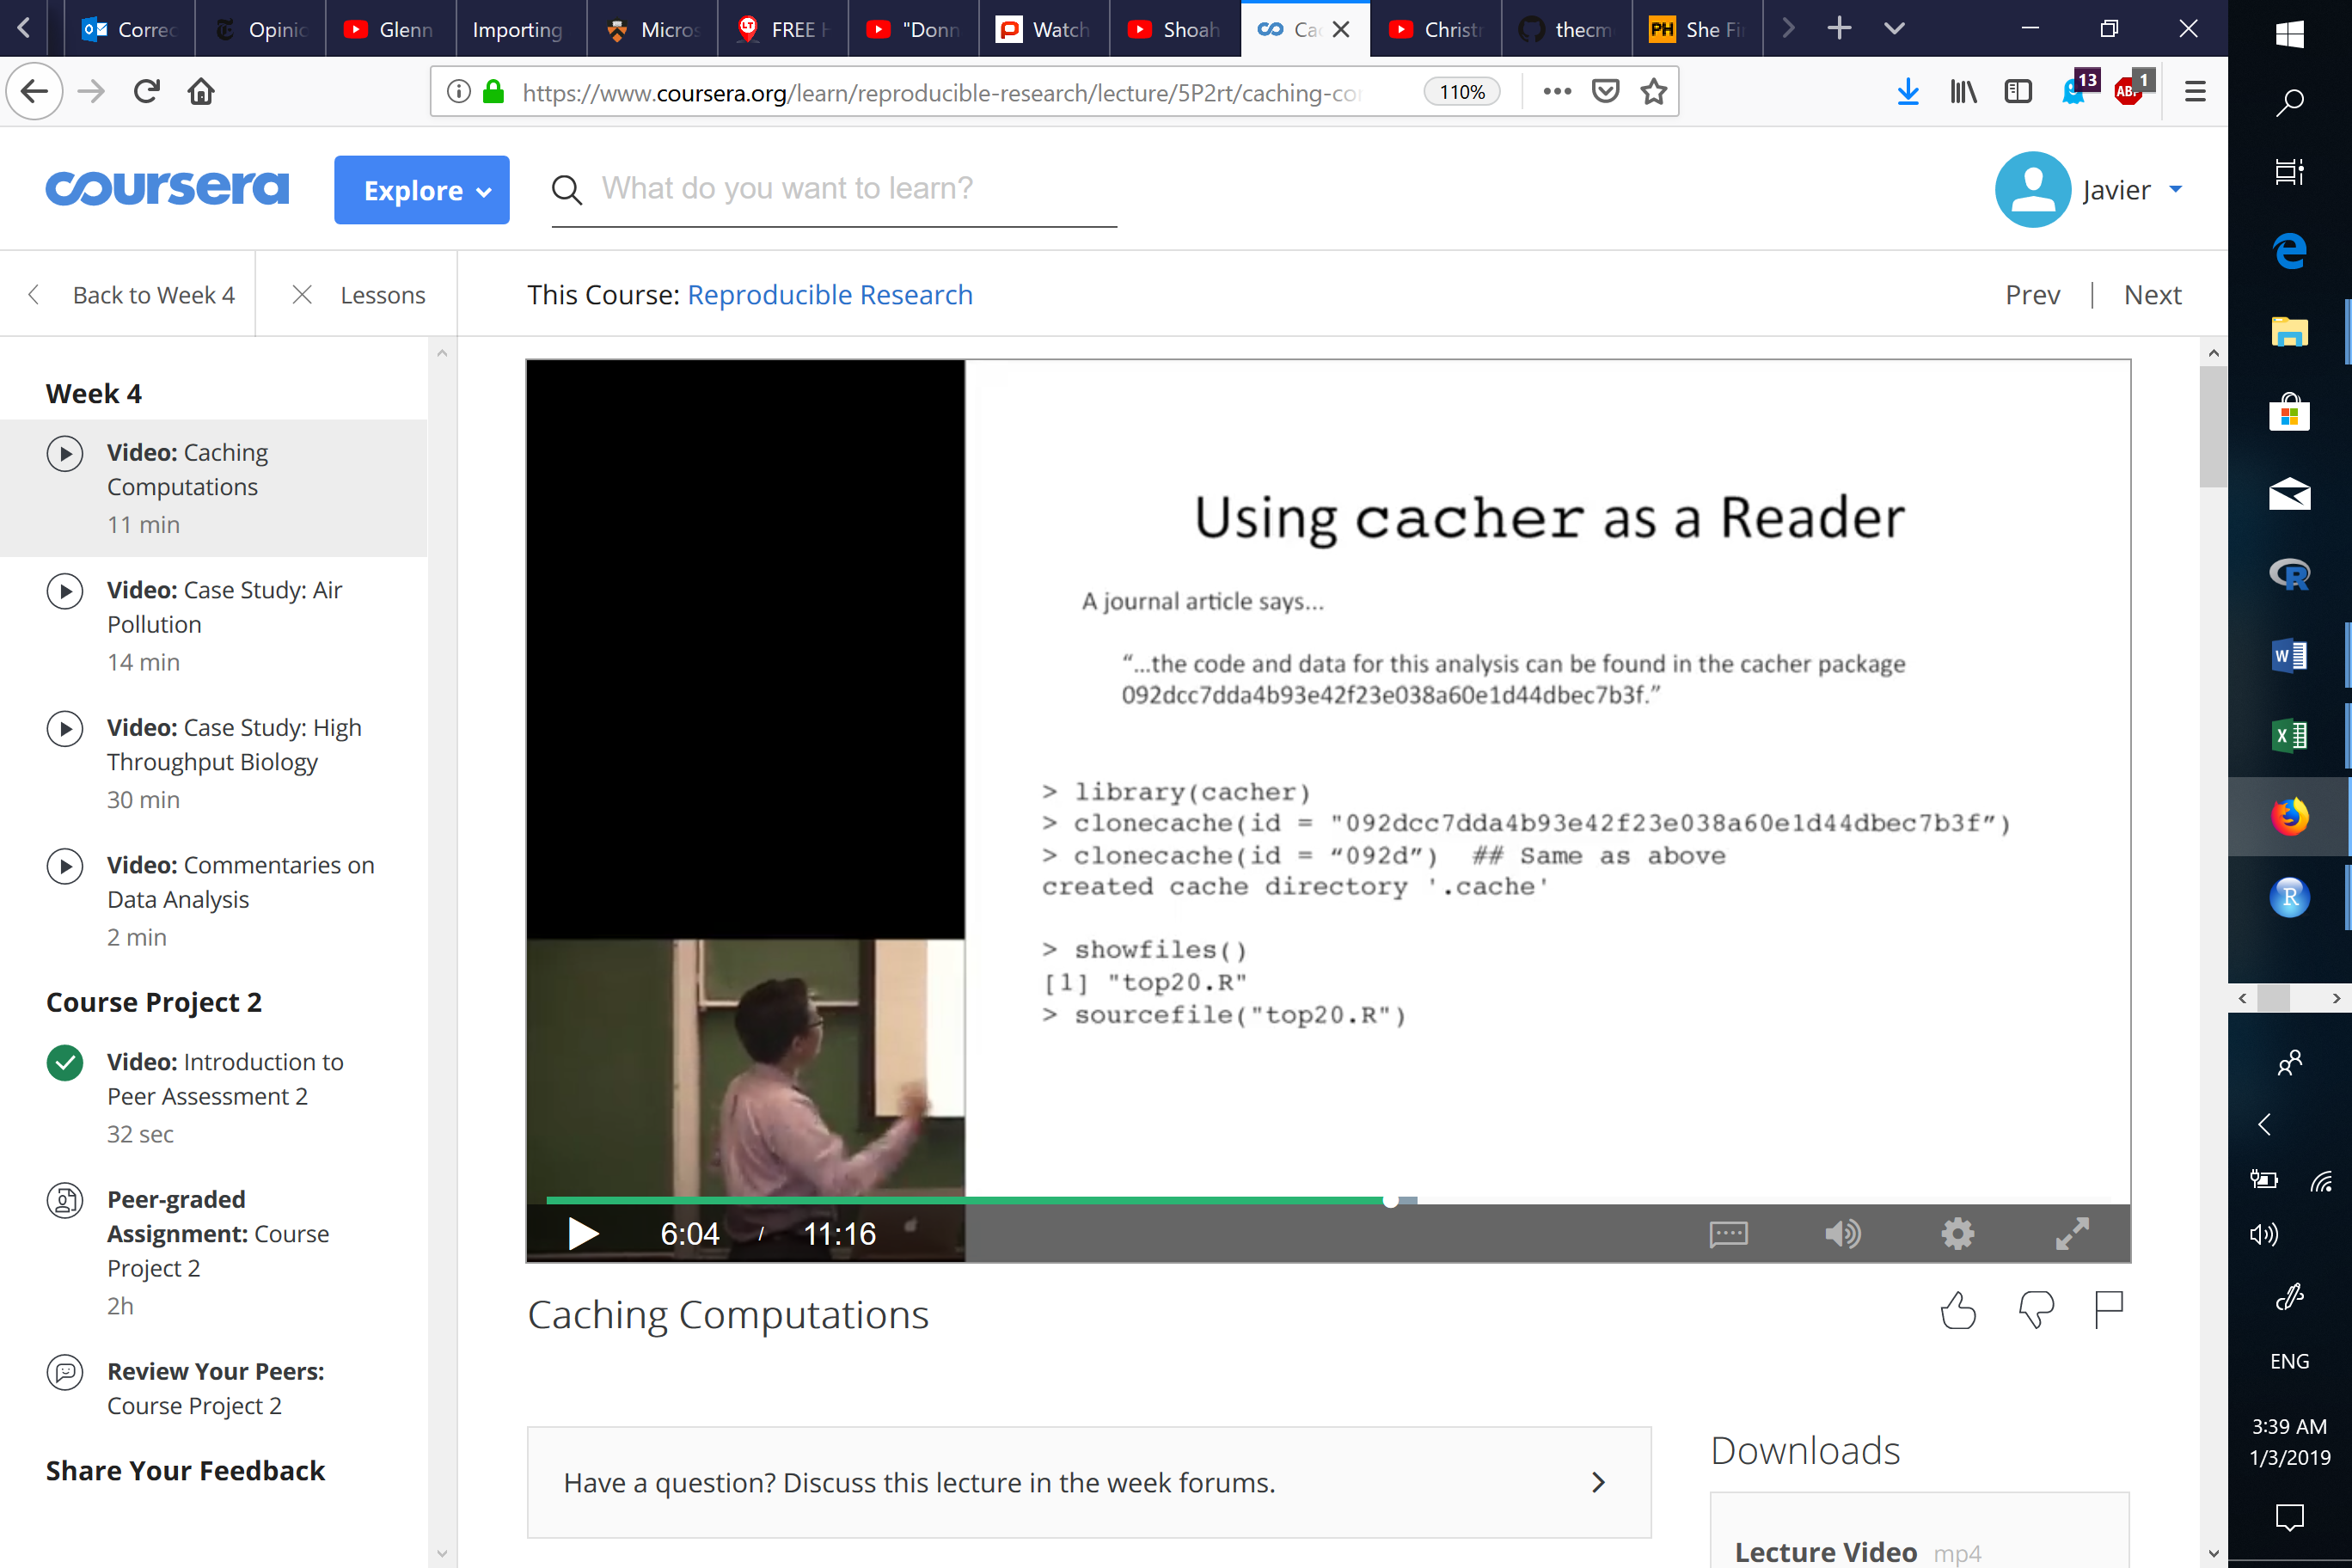 Correc
Opinio
Glenn
Importing
Micros
FREE H
"Donn
Watch
Shoah
Cac
Christm
thecm
PH She Fi
https://www.coursera.org/learn/reproducible-research/lecture/5P2rt/caching-co
110%
13
ABP 1
coursera
Explore
What do you want to learn?
Javier
Back to Week 4
Lessons
This Course: Reproducible Research
Prev | Next
Week 4
Video: Caching
Computations
11 min
Video: Case Study: Air
Pollution
14 min
Video: Case Study: High
Throughput Biology
30 min
Video: Commentaries on
Data Analysis
2 min
Course Project 2
Video: Introduction to
Peer Assessment 2
32 sec
Peer-graded
Assignment: Course
Project 2
2h
Review Your Peers:
Course Project 2
Share Your Feedback
Using cacher as a Reader
A journal article says...
“...the code and data for this analysis can be found in the cacher package
092dcc7dda4b93e42f23e038a60e1d44dbec7b3f.”
> library(cacher)
> clonecache(id = "092dcc7dda4b93e42f23e038a60e1d44dbec7b3f”)
> clonecache(id = “092d”) ## Same as above
created cache directory '.cache'
> showfiles()
[1] "top20.R"
> sourcefile("top20.R")
6:04 / 11:16
Caching Computations
Have a question? Discuss this lecture in the week forums.
Downloads
Lecture Video mp4
ENG
3:39 AM
1/3/2019